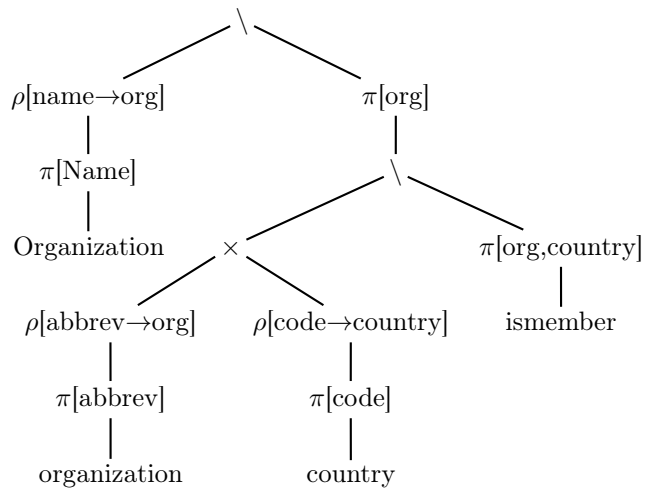 \
ρ[name→org] π[org]
π[Name] \
Organization × π[org,country]
ρ[abbrev→org] ρ[code→country] ismember
π[abbrev] π[code]
organization country